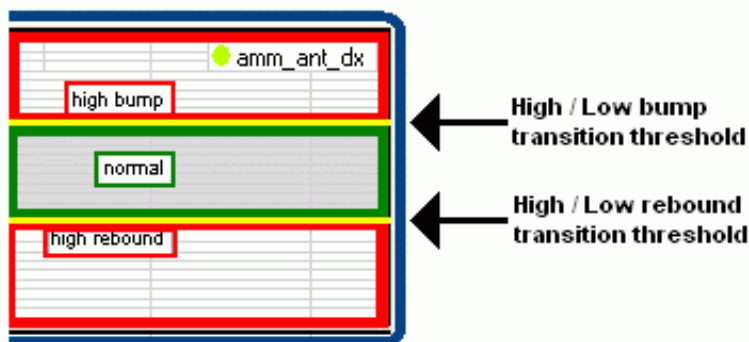 amm_ant_dx
high bump
High / Low bump
transition threshold
normal
High / Low rebound
transition threshold
high rebound